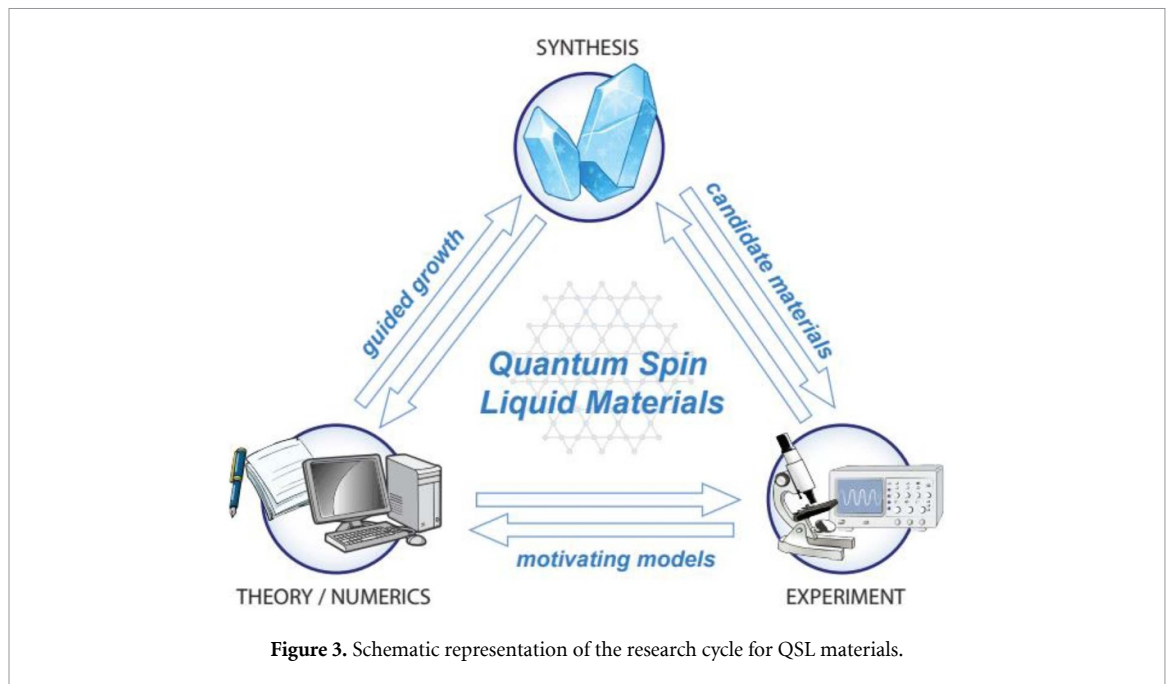 SYNTHESIS
guided growth
candidate materials
Quantum Spin
Liquid Materials
motivating models
THEORY / NUMERICS
EXPERIMENT
Figure 3. Schematic representation of the research cycle for QSL materials.